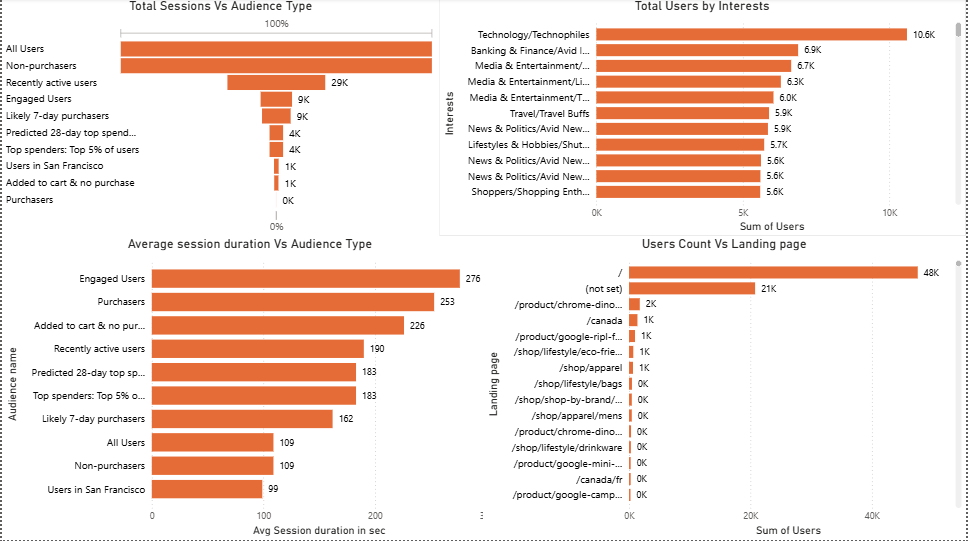 Total Sessions Vs Audience Type
100%
All Users
Non-purchasers
Recently active users 29K
Engaged Users 9K
Likely 7-day purchasers 9K
Predicted 28-day top spend... 4K
Top spenders: Top 5% of users 4K
Users in San Francisco 1K
Added to cart & no purchase 1K
Purchasers 0K
0%
Total Users by Interests
Interests
Technology/Technophiles 10.6K
Banking & Finance/Avid I... 6.9K
Media & Entertainment/... 6.7K
Media & Entertainment/Li... 6.3K
Media & Entertainment/T... 6.0K
Travel/Travel Buffs 5.9K
News & Politics/Avid New... 5.9K
Lifestyles & Hobbies/Shut... 5.7K
News & Politics/Avid New... 5.6K
News & Politics/Avid New... 5.6K
Shoppers/Shopping Enth... 5.6K
0K 5K 10K
Sum of Users
Average session duration Vs Audience Type
Audience name
Engaged Users 276
Purchasers 253
Added to cart & no pur... 226
Recently active users 190
Predicted 28-day top sp... 183
Top spenders: Top 5% o... 183
Likely 7-day purchasers 162
All Users 109
Non-purchasers 109
Users in San Francisco 99
0 100 200
Avg Session duration in sec
Users Count Vs Landing page
Landing page
/ 48K
(not set) 21K
/product/chrome-dino... 2K
/canada 1K
/product/google-ripl-f... 1K
/shop/lifestyle/eco-frie... 1K
/shop/apparel 1K
/shop/lifestyle/bags 0K
/shop/shop-by-brand/... 0K
/shop/apparel/mens 0K
/product/chrome-dino... 0K
/shop/lifestyle/drinkware 0K
/product/google-mini-... 0K
/canada/fr 0K
/product/google-camp... 0K
0K 20K 40K
Sum of Users